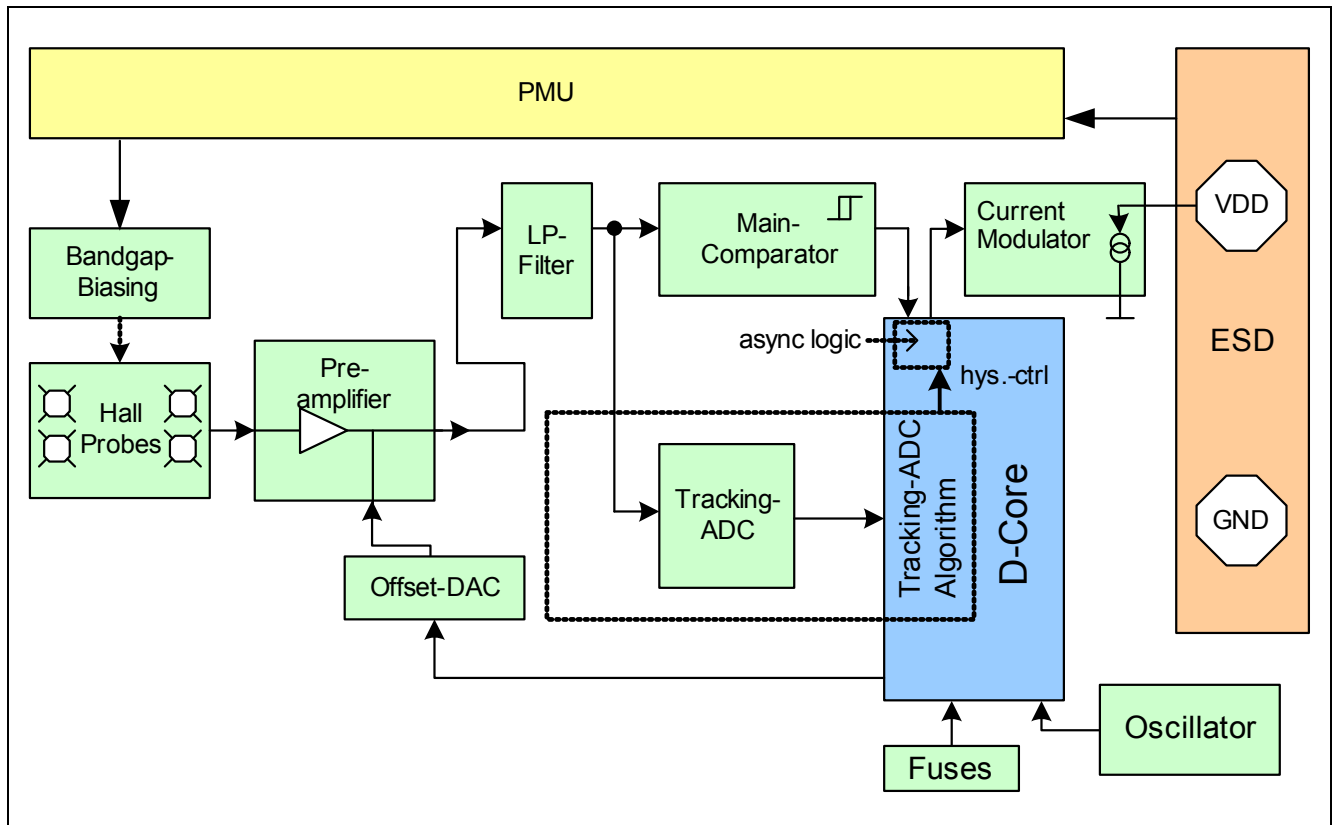 PMU
VDD
ESD
GND
Bandgap-
Biasing
LP-
Filter
Main-
Comparator
Current
Modulator
Hall
Probes
Pre-
amplifier
async logic
hys.-ctrl
Tracking-
ADC
Tracking-ADC
Algorithm
D-Core
Offset-DAC
Fuses
Oscillator